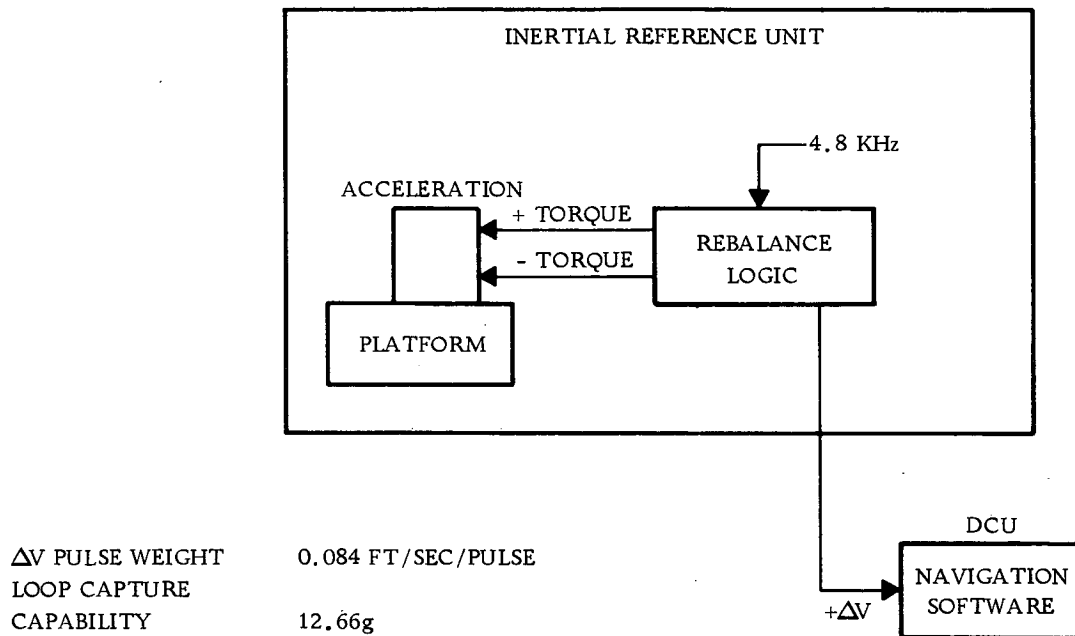 INERTIAL REFERENCE UNIT
4.8 KHz
ACCELERATION
+ TORQUE
- TORQUE
REBALANCE
LOGIC
PLATFORM
DCU
NAVIGATION
SOFTWARE
+ΔV
ΔV PULSE WEIGHT 0.084 FT/SEC/PULSE
LOOP CAPTURE
CAPABILITY 12.66g